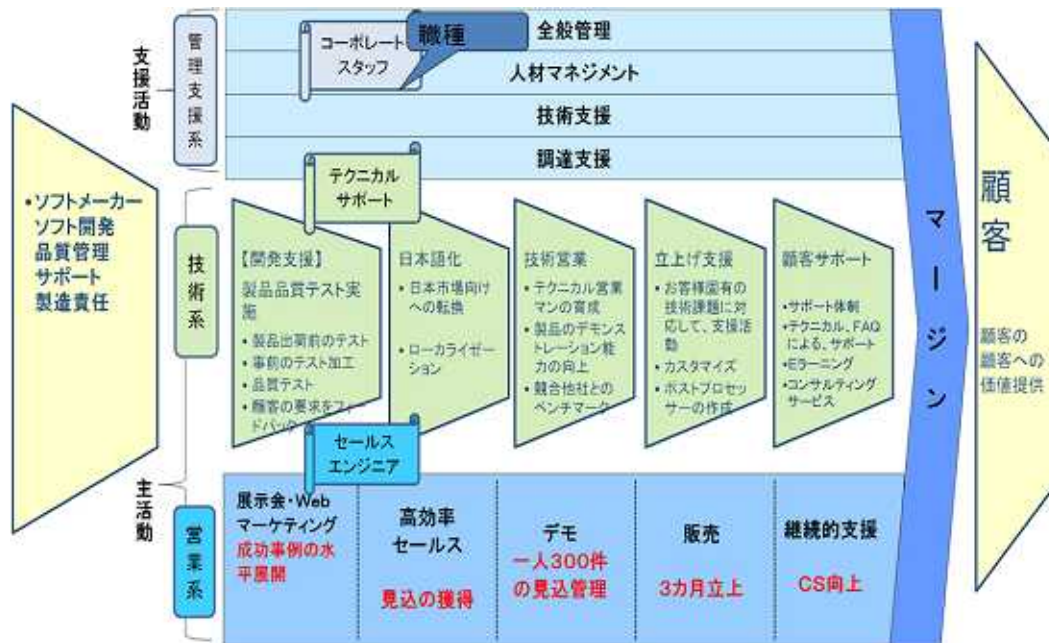 支援活動
管理支援系
コーポレート
スタッフ
職種
全般管理
人材マネジメント
技術支援
調達支援
•ソフトメーカー
ソフト開発
品質管理
サポート
製造責任
主活動
技術系
テクニカル
サポート
【開発支援】
製品品質テスト実
施
• 製品出荷前のテスト
• 事前のテスト加工
• 品質テスト
• 顧客の要求をフィー
ドバック
日本語化
• 日本市場向け
への転換
• ローカライゼー
ション
技術営業
• テクニカル営業
マンの育成
• 製品のデモンス
トレーション能
力の向上
• 競合他社との
ベンチマーク
立上げ支援
• お客様固有の
技術課題に対
応して、支援活
動
• カスタマイズ
• ポストプロセッ
サーの作成
顧客サポート
•サポート体制
•テクニカル、FAQ
による、サポート
•Eラーニング
•コンサルティング
サービス
セールス
エンジニア
営業系
展示会・Web
マーケティング
成功事例の水
平展開
高効率
セールス
見込の獲得
デモ
一人300件
の見込管理
販売
3カ月立上
継続的支援
CS向上
マージン
顧客
顧客の
顧客への
価値提供